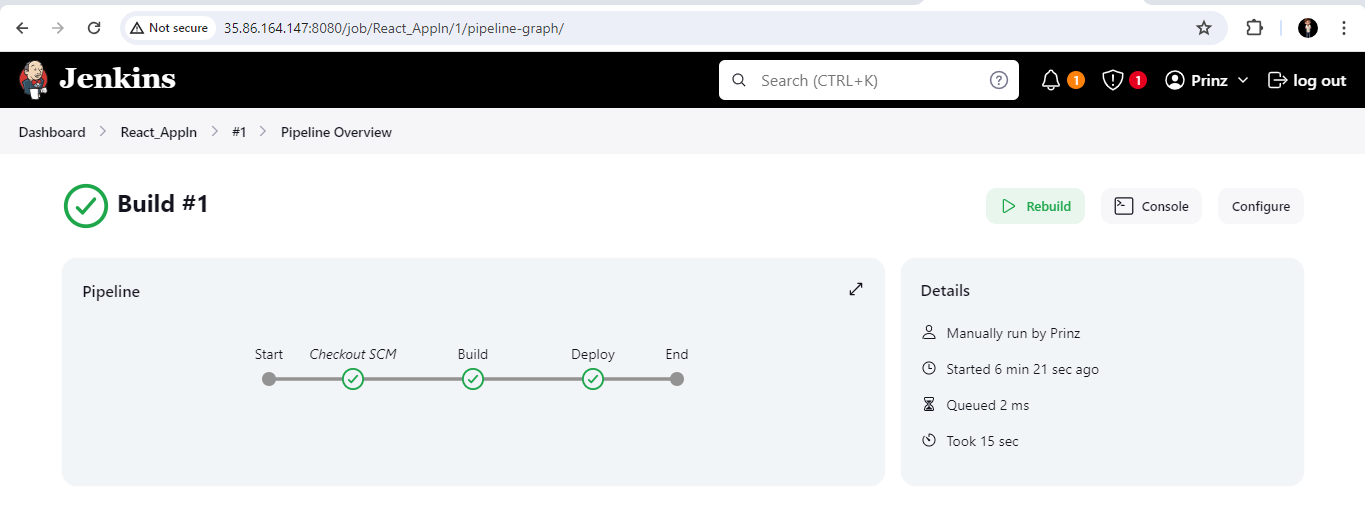 Not secure 35.86.164.147:8080/job/React_Appln/1/pipeline-graph/
Jenkins Search (CTRL+K) ? 1 1 Prinz log out
Dashboard React_Appln #1 Pipeline Overview
Build #1 Rebuild Console Configure
Pipeline
Start Checkout SCM Build Deploy End
Details
Manually run by Prinz
Started 6 min 21 sec ago
Queued 2 ms
Took 15 sec